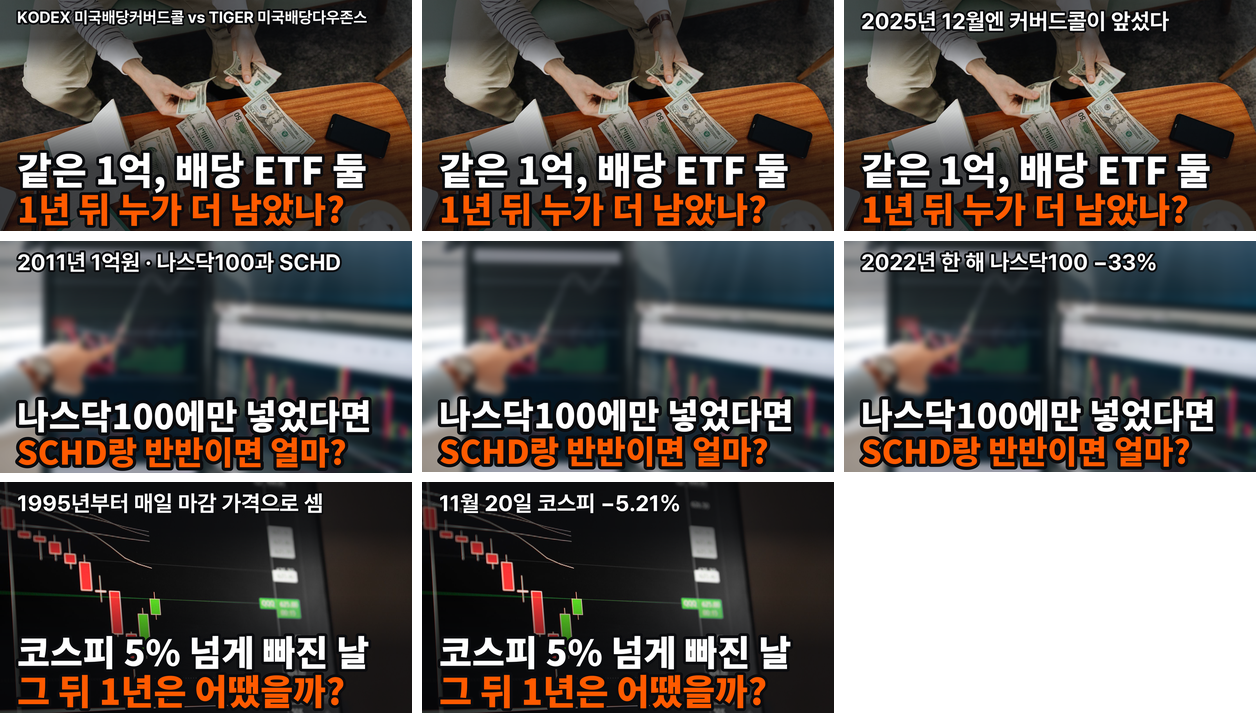 KODEX 미국배당커버드콜 vs TIGER 미국배당다우존스
같은 1억, 배당 ETF 둘
1년 뒤 누가 더 남았나?
같은 1억, 배당 ETF 둘
1년 뒤 누가 더 남았나?
2025년 12월엔 커버드콜이 앞섰다
같은 1억, 배당 ETF 둘
1년 뒤 누가 더 남았나?
2011년 1억원 · 나스닥100과 SCHD
나스닥100에만 넣었다면
SCHD랑 반반이면 얼마?
나스닥100에만 넣었다면
SCHD랑 반반이면 얼마?
2022년 한 해 나스닥100 −33%
나스닥100에만 넣었다면
SCHD랑 반반이면 얼마?
1995년부터 매일 마감 가격으로 셈
코스피 5% 넘게 빠진 날
그 뒤 1년은 어땠을까?
11월 20일 코스피 −5.21%
코스피 5% 넘게 빠진 날
그 뒤 1년은 어땠을까?